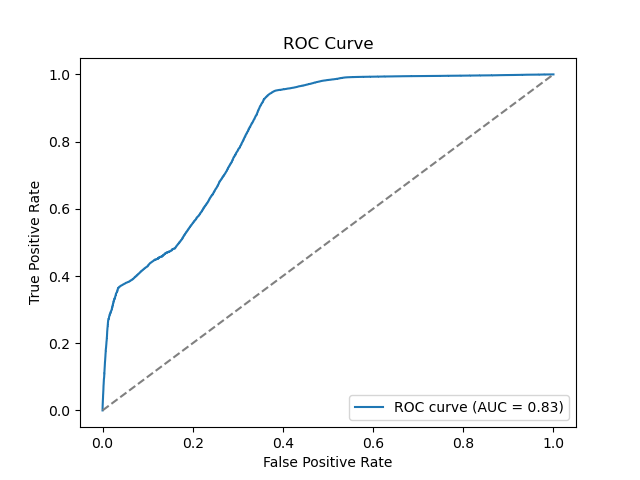 ROC Curve
True Positive Rate
1.0
0.8
0.6
0.4
0.2
0.0
0.0 0.2 0.4 0.6 0.8 1.0
False Positive Rate
ROC curve (AUC = 0.83)